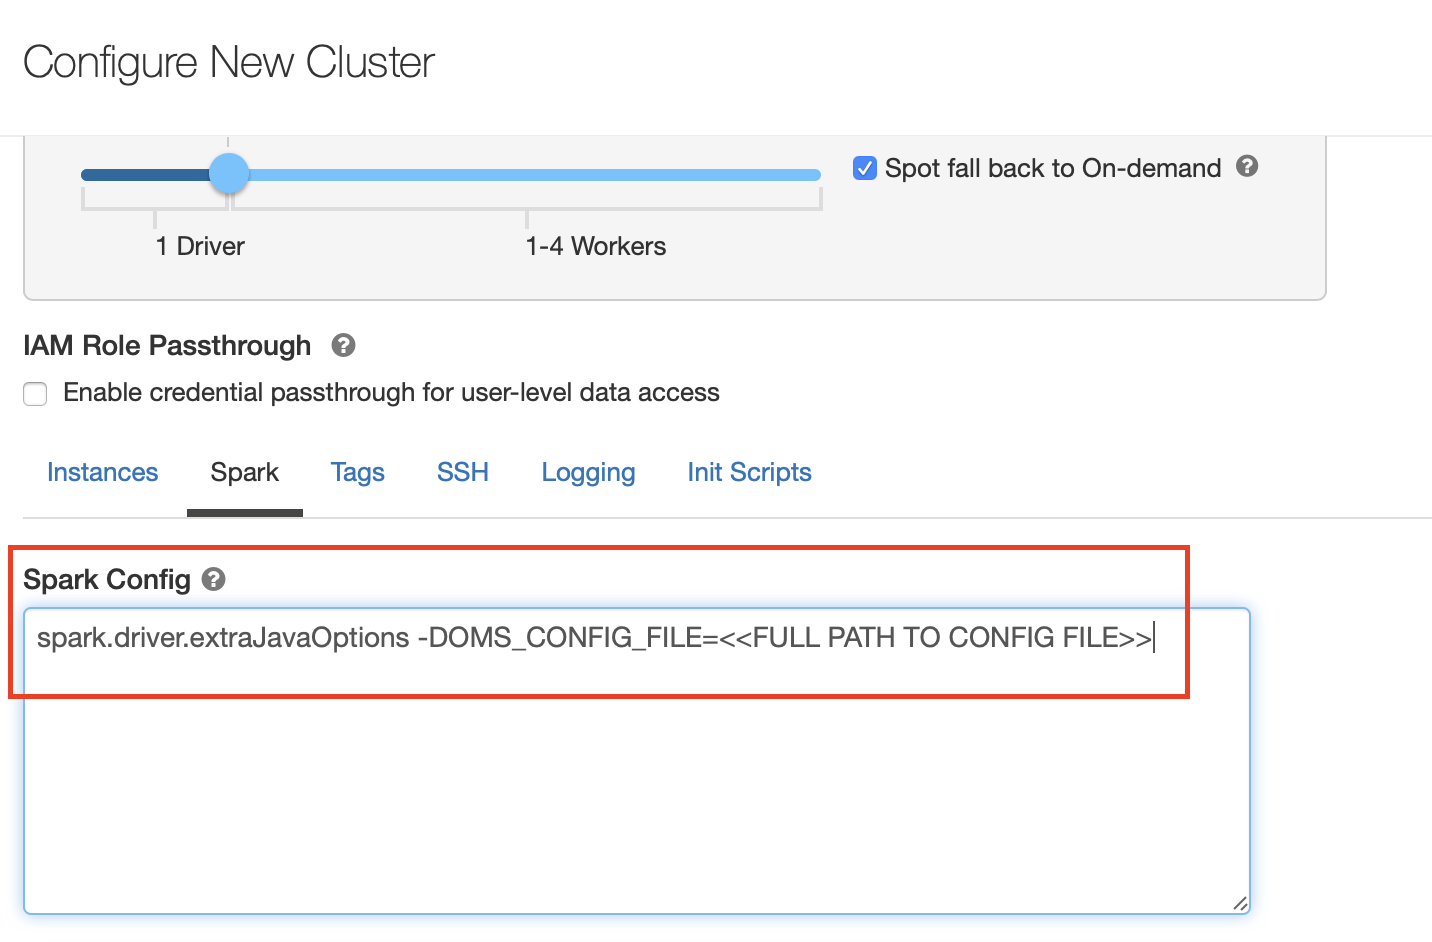 Configure New Cluster
Spot fall back to On-demand ?
1 Driver 1-4 Workers
IAM Role Passthrough ?
Enable credential passthrough for user-level data access
Instances Spark Tags SSH Logging Init Scripts
Spark Config ?
spark.driver.extraJavaOptions -DOMS_CONFIG_FILE=<<FULL PATH TO CONFIG FILE>>